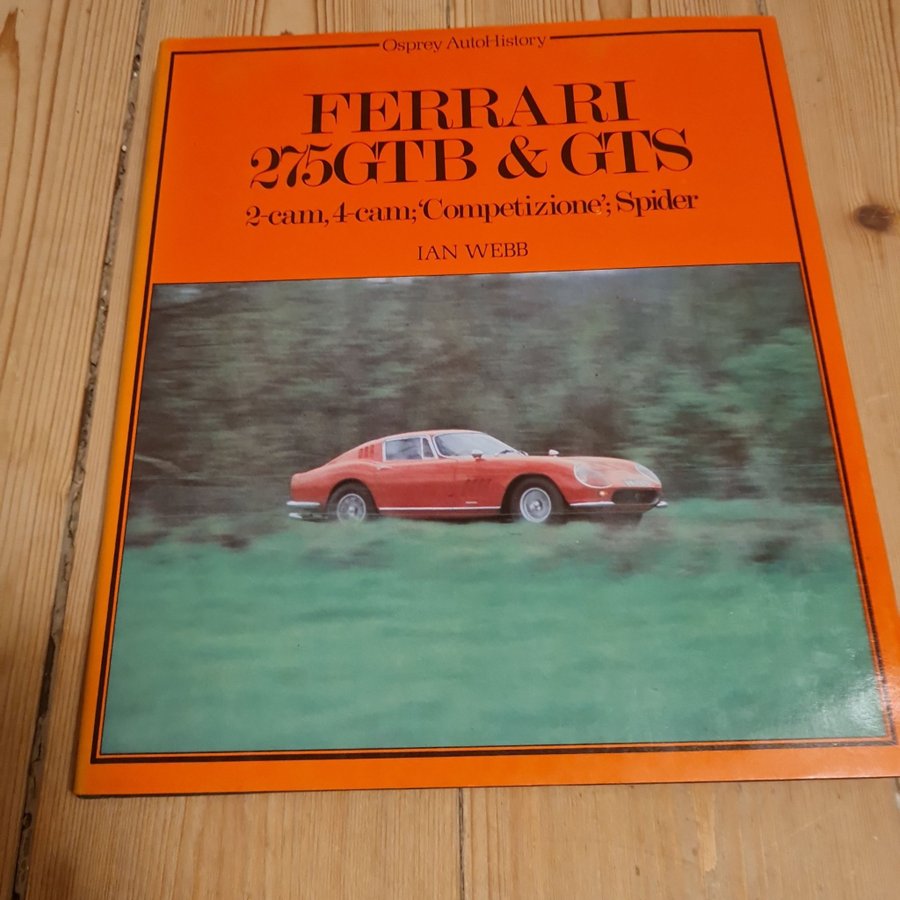 Osprey AutoHistory
FERRARI
275GTB & GTS
2-cam, 4-cam; 'Competizione'; Spider
IAN WEBB